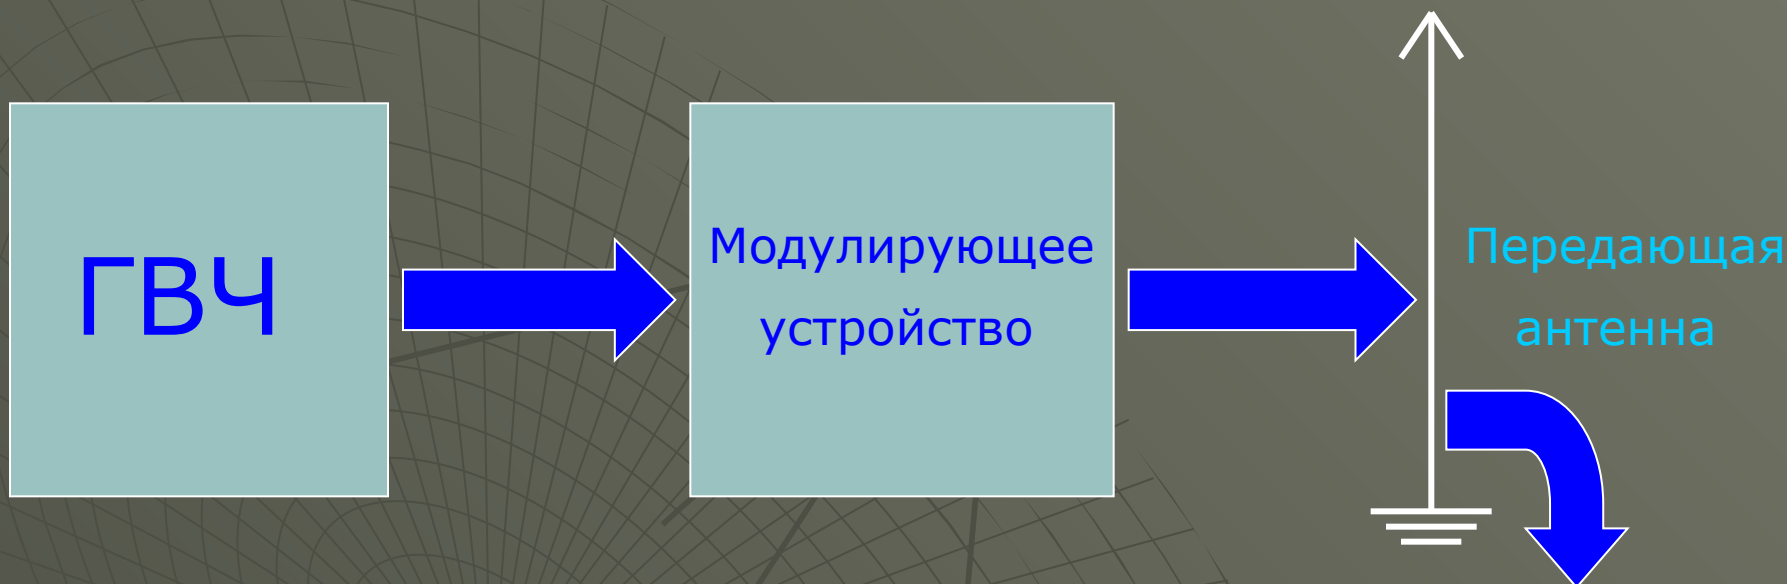 ГВЧ
Модулирующее
устройство
Передающая
антенна